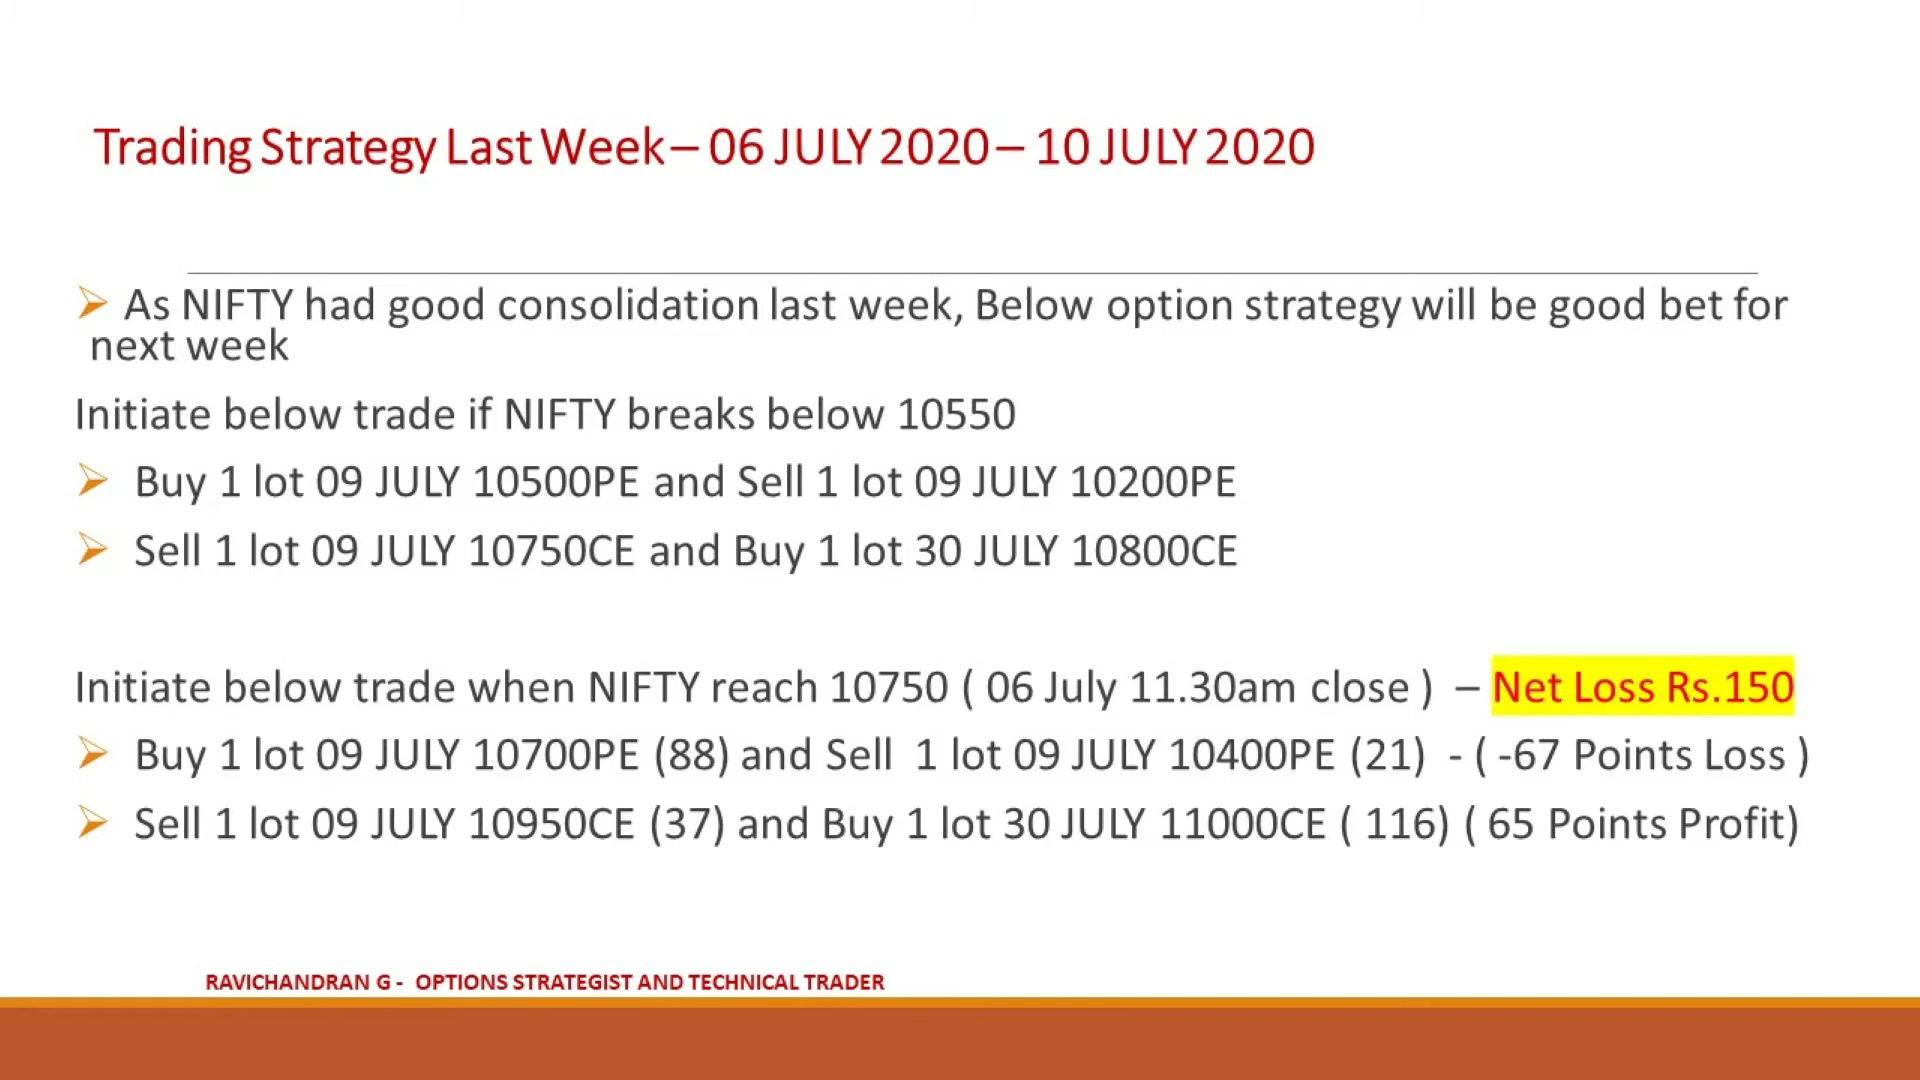 Trading Strategy Last Week – 06 JULY 2020 – 10 JULY 2020
As NIFTY had good consolidation last week, Below option strategy will be good bet for
next week
Initiate below trade if NIFTY breaks below 10550
Buy 1 lot 09 JULY 10500PE and Sell 1 lot 09 JULY 10200PE
Sell 1 lot 09 JULY 10750CE and Buy 1 lot 30 JULY 10800CE
Initiate below trade when NIFTY reach 10750 ( 06 July 11.30am close ) – Net Loss Rs.150
Buy 1 lot 09 JULY 10700PE (88) and Sell 1 lot 09 JULY 10400PE (21) - ( -67 Points Loss )
Sell 1 lot 09 JULY 10950CE (37) and Buy 1 lot 30 JULY 11000CE ( 116) ( 65 Points Profit)
RAVICHANDRAN G - OPTIONS STRATEGIST AND TECHNICAL TRADER